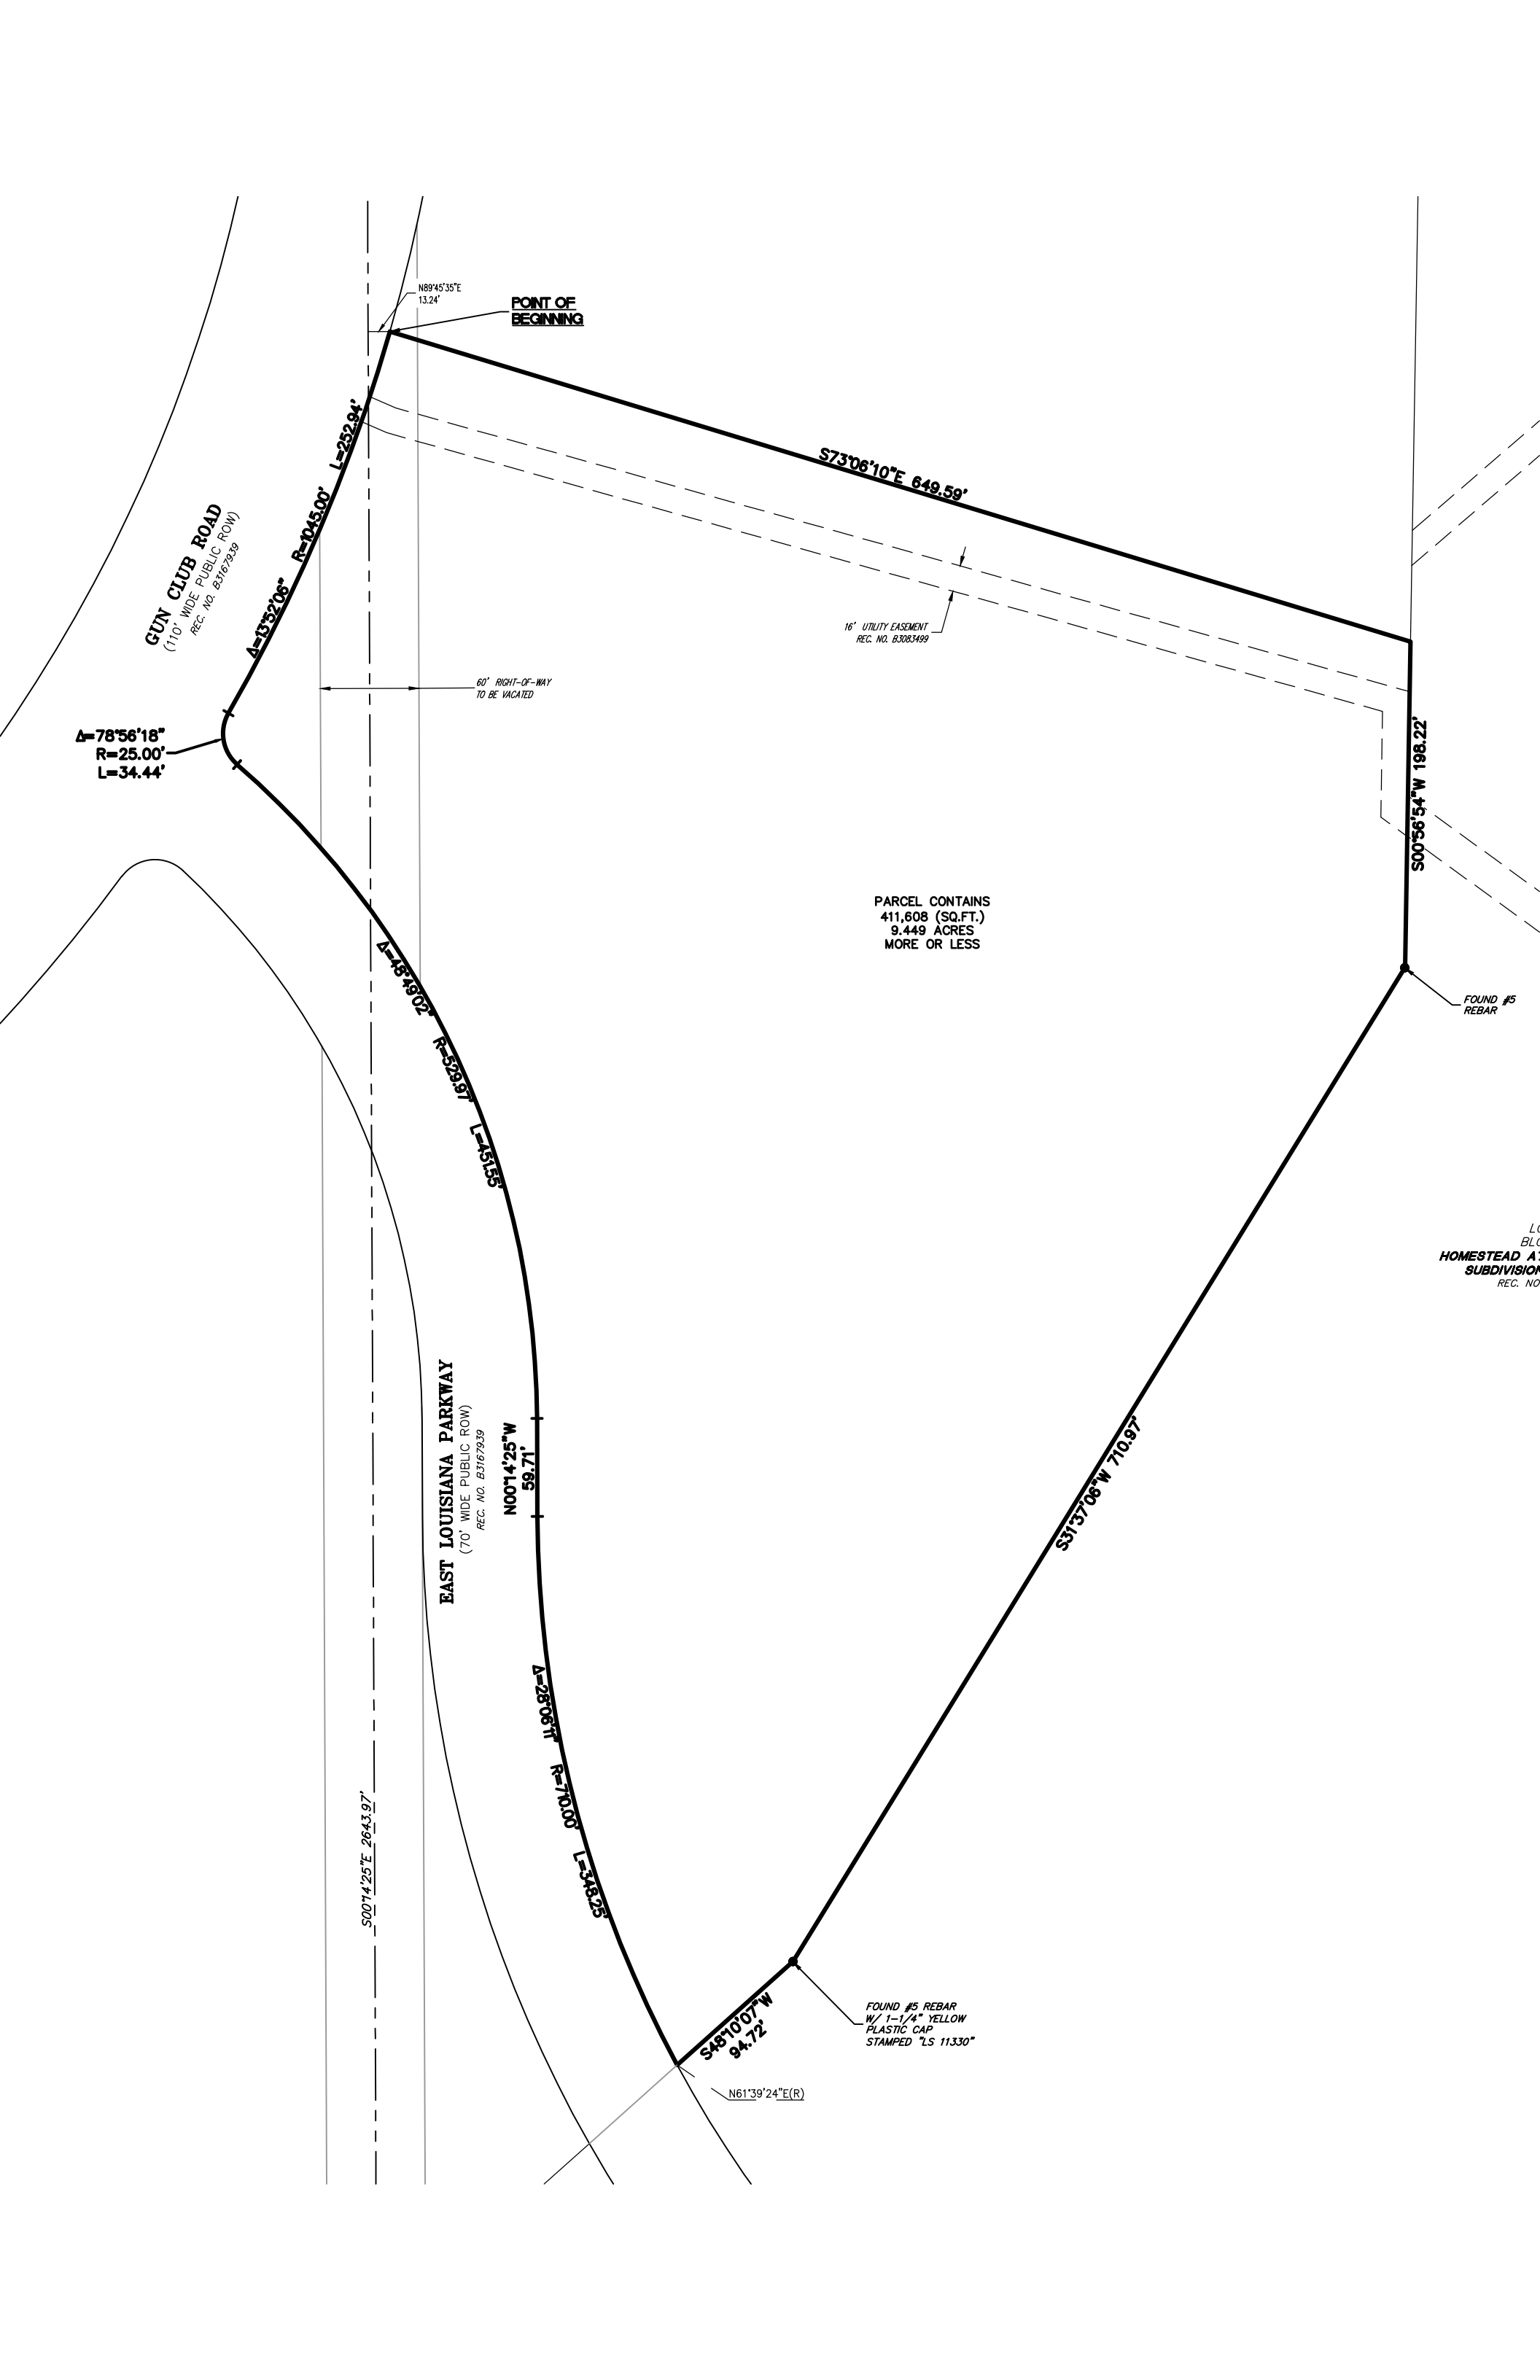 N89°45'35"E
13.24'
POINT OF
BEGINNING
L=252.94'
R=1045.00'
Δ=13°52'06"
S73°06'10"E 649.59'
GUN CLUB ROAD
(110' WIDE PUBLIC ROW)
REC. NO. B3167939
16' UTILITY EASEMENT
REC. NO. B3083499
60' RIGHT-OF-WAY
TO BE VACATED
Δ=78°56'18"
R=25.00'
L=34.44'
S00°56'54"W 198.22'
PARCEL CONTAINS
411,608 (SQ.FT.)
9.449 ACRES
MORE OR LESS
FOUND #5
REBAR
Δ=48°49'02"
R=529.97'
L=451.55'
HOMESTEAD
SUBDIVISION
REC. NO
EAST LOUISIANA PARKWAY
(70' WIDE PUBLIC ROW)
REC. NO. B3167939
N00°14'25"W
59.71'
S31°37'06"W 710.97'
Δ=28°06'11"
R=710.00'
L=348.25'
S00°14'25"E 2643.97'
FOUND #5 REBAR
W/ 1-1/4" YELLOW
PLASTIC CAP
STAMPED "LS 11330"
S48°10'07"W
94.72'
N61°39'24"E(R)